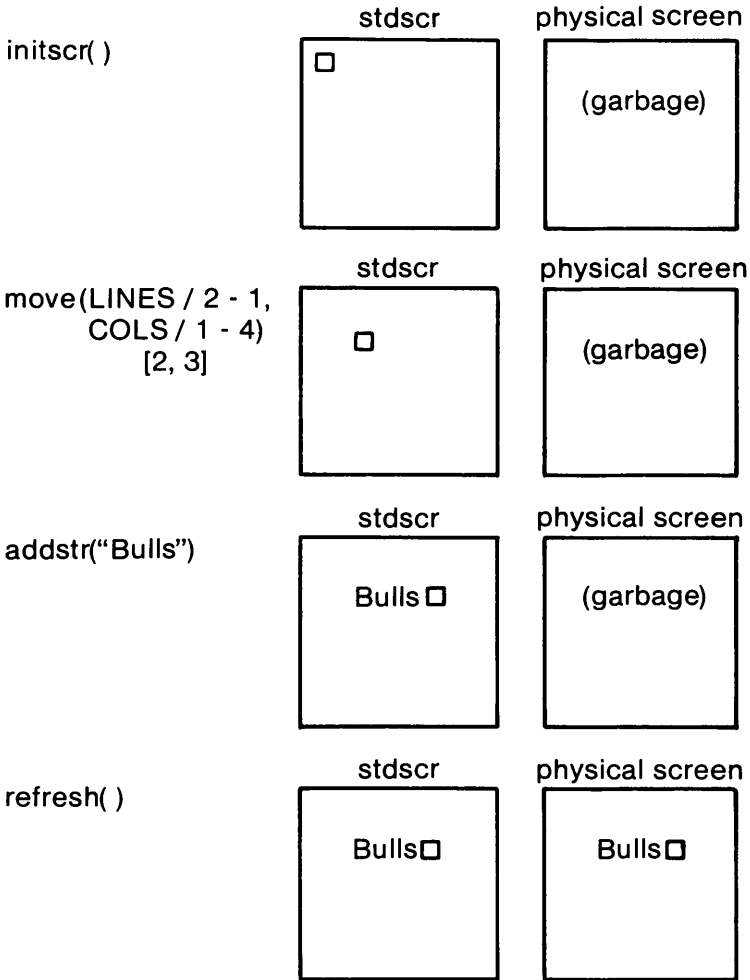 stdscr physical screen
initscr( )
(garbage)
stdscr physical screen
move(LINES / 2 - 1,
COLS / 1 - 4)
[2, 3]
(garbage)
stdscr physical screen
addstr(“Bulls”)
Bulls (garbage)
stdscr physical screen
refresh( )
Bulls Bulls